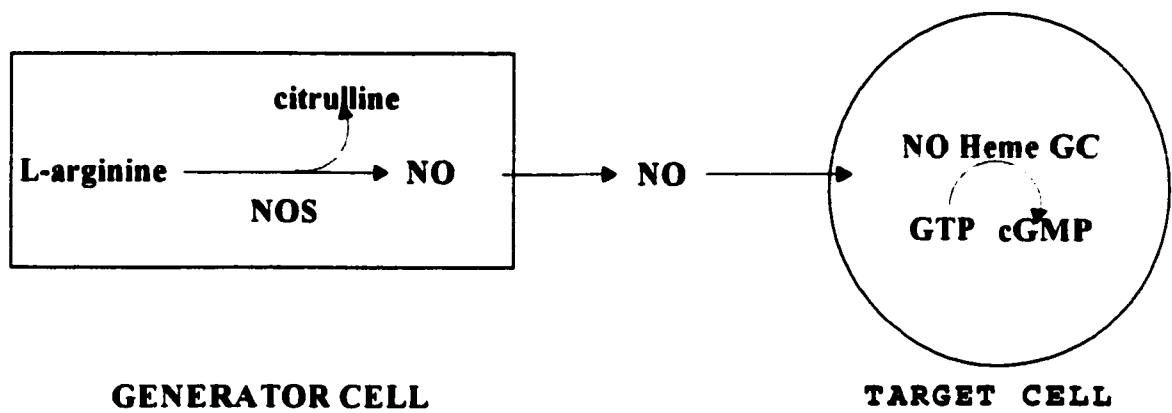 citrulline
L-arginine
NOS
NO
NO
NO Heme GC
GTP cGMP
GENERATOR CELL
TARGET CELL